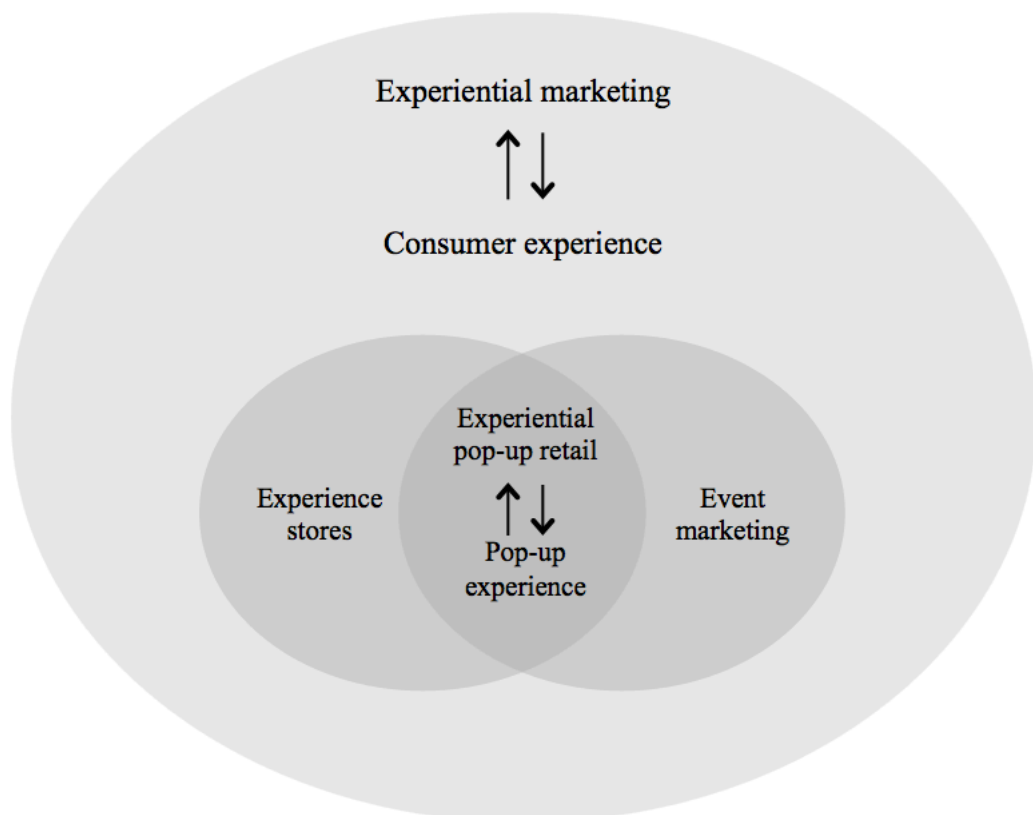 Experiential marketing
Consumer experience
Experiential
pop-up retail
Experience
stores
Pop-up
experience
Event
marketing